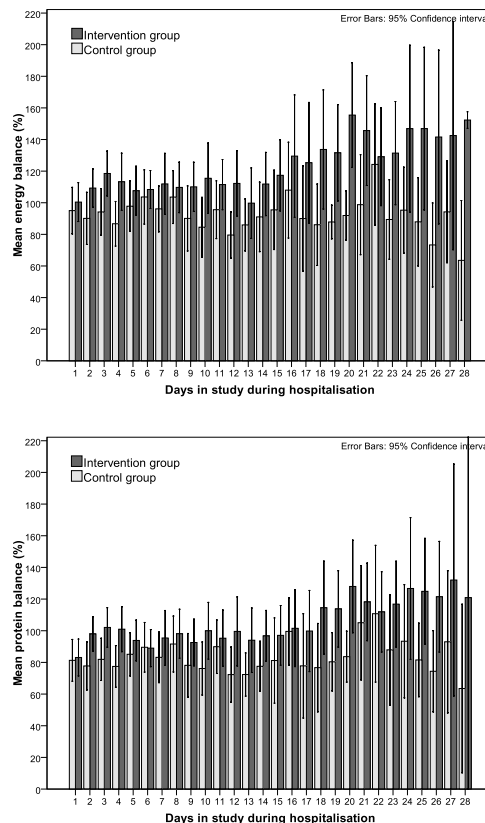 Error Bars: 95% Confidence interva
Intervention group
Control group
Mean energy balance (%)
220
200
180
160
140
120
100
80
60
40
20
0
1 2 3 4 5 6 7 8 9 10 11 12 13 14 15 16 17 18 19 20 21 22 23 24 25 26 27 28
Days in study during hospitalisation
Error Bars: 95% Confidence interva
Intervention group
Control group
Mean protein balance (%)
220
200
180
160
140
120
100
80
60
40
20
0
1 2 3 4 5 6 7 8 9 10 11 12 13 14 15 16 17 18 19 20 21 22 23 24 25 26 27 28
Days in study during hospitalisation